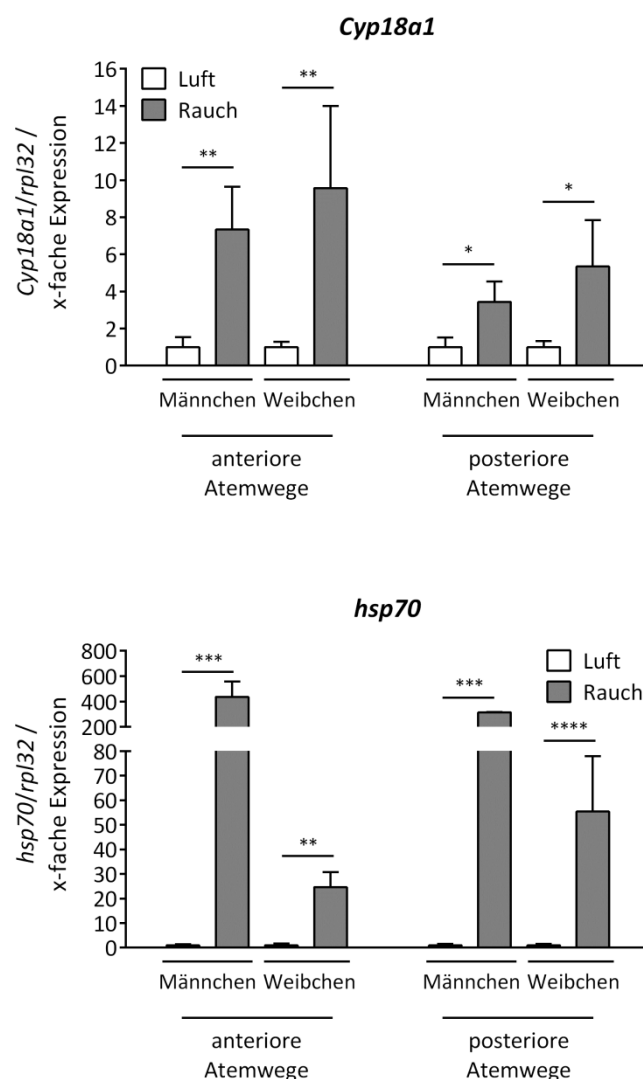 Cyp18a1
Luft
Rauch
Cyp18a1/rpl32 /
x-fache Expression
16
14
12
10
8
6
4
2
0
**
**
*
*
Männchen Weibchen Männchen Weibchen
anteriore posteriore
Atemwege Atemwege
hsp70
Luft
Rauch
hsp70/rpl32 /
x-fache Expression
800
600
400
200
80
70
60
50
40
30
20
10
0
***
**
***
****
Männchen Weibchen Männchen Weibchen
anteriore posteriore
Atemwege Atemwege